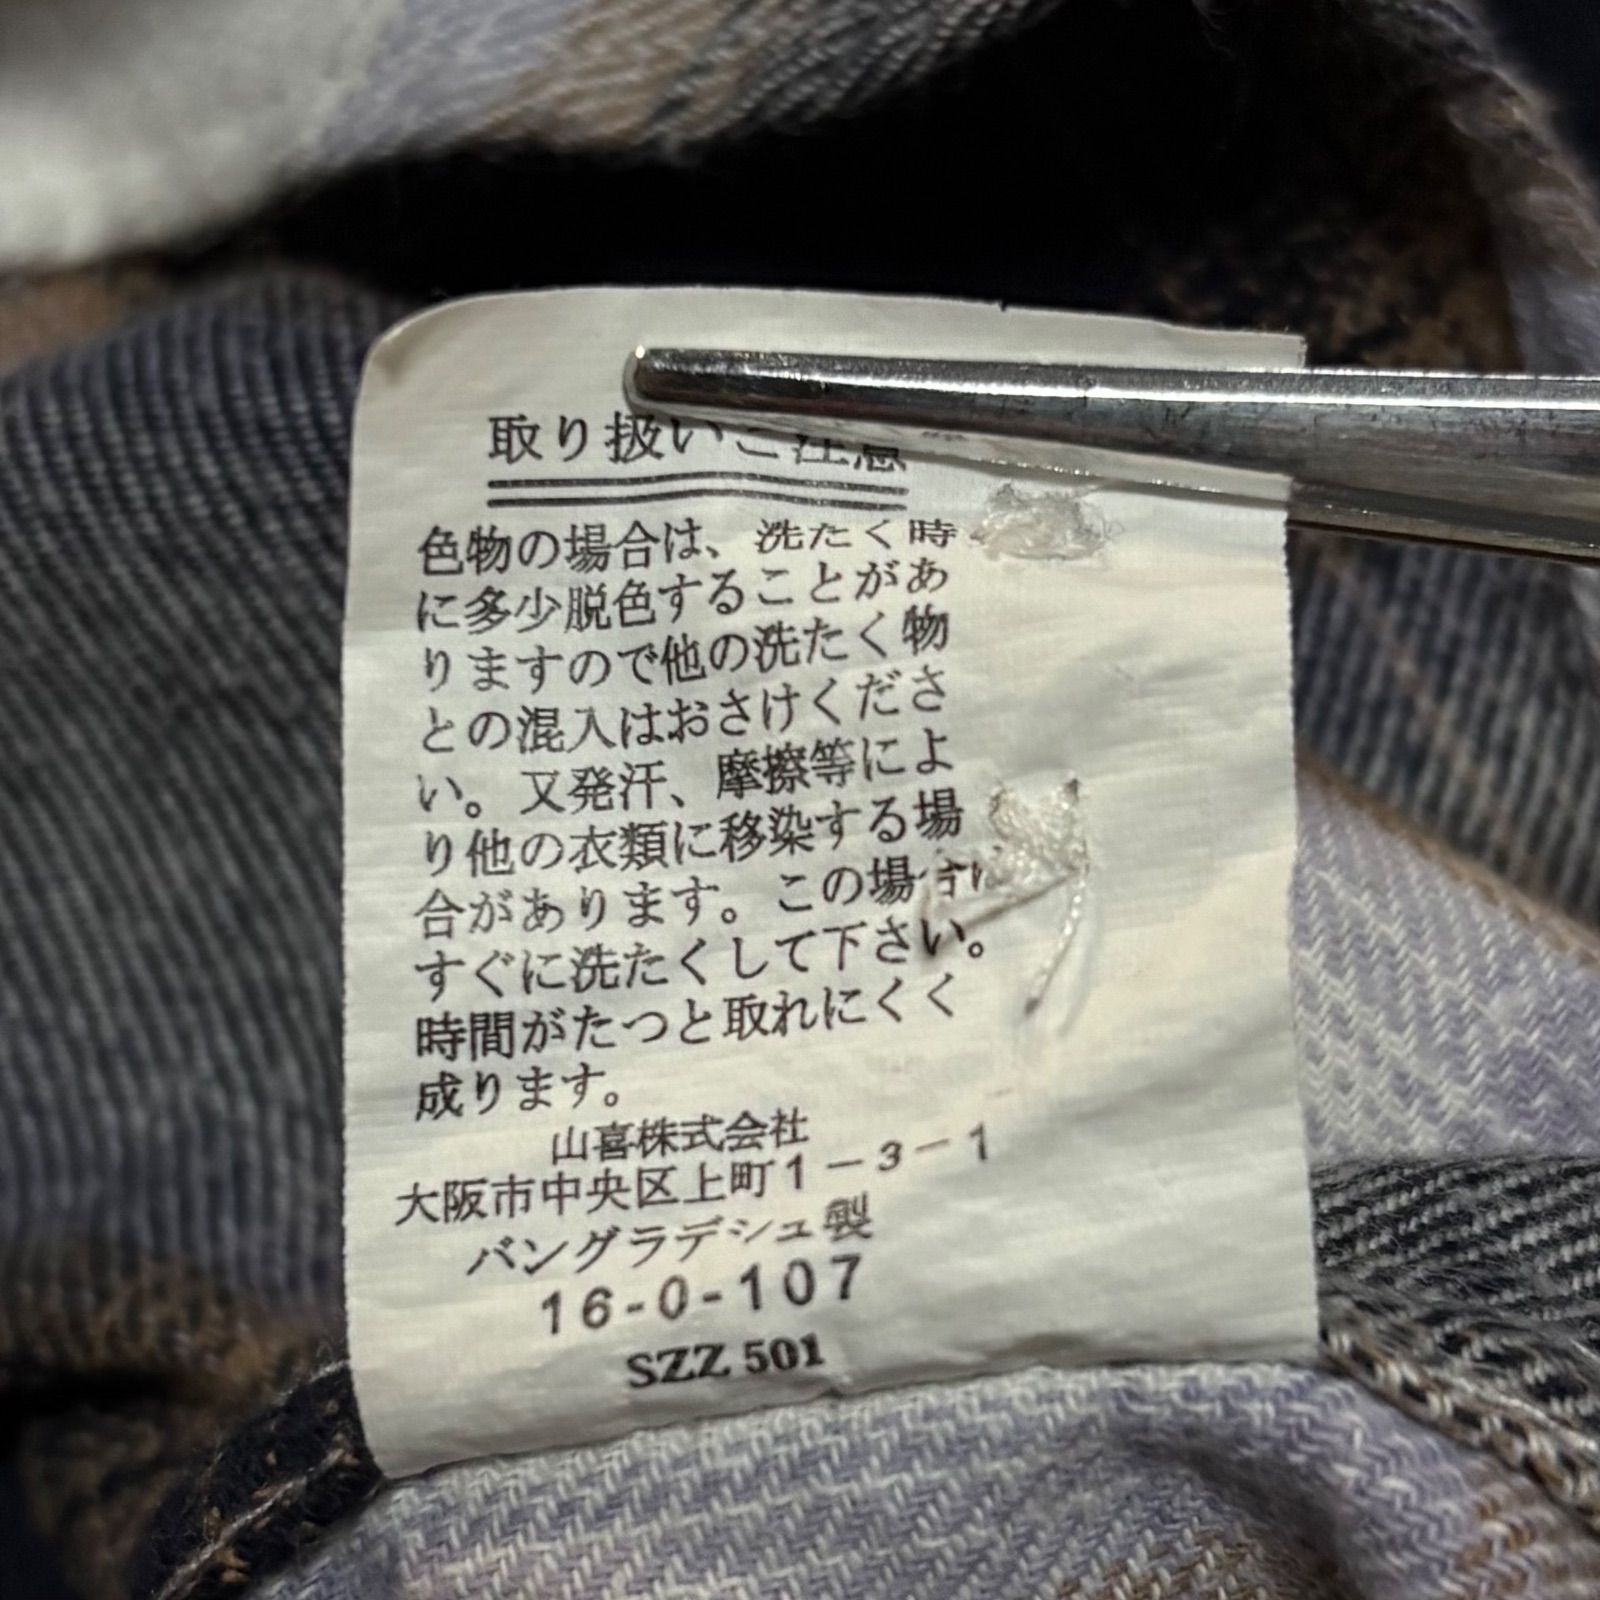 取り扱いご注意
色物の場合は、洗たく時
に多少脱色することがあ
りますので他の洗たく物
との混入はおさけくださ
い。又発汗、摩擦等によ
り他の衣類に移染する場
合があります。この場合は
すぐに洗たくして下さい。
時間がたつと取れにくく
成ります。
山喜株式会社
大阪市中央区上町1-3-1
バングラデシュ製
16-0-107
SZZ 501